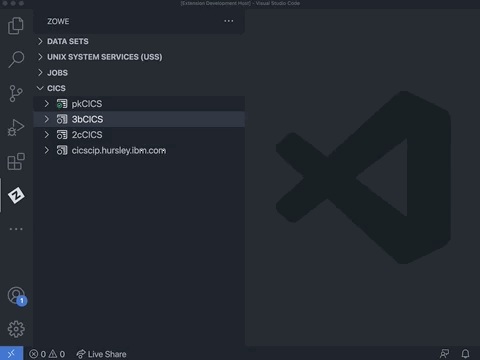 [Extension Development Host] - Visual Studio Code
ZOWE
DATA SETS
UNIX SYSTEM SERVICES (USS)
JOBS
CICS
pkCICS
3bCICS
2cCICS
cicscip.hursley.ibm.com
1
0 0 Live Share